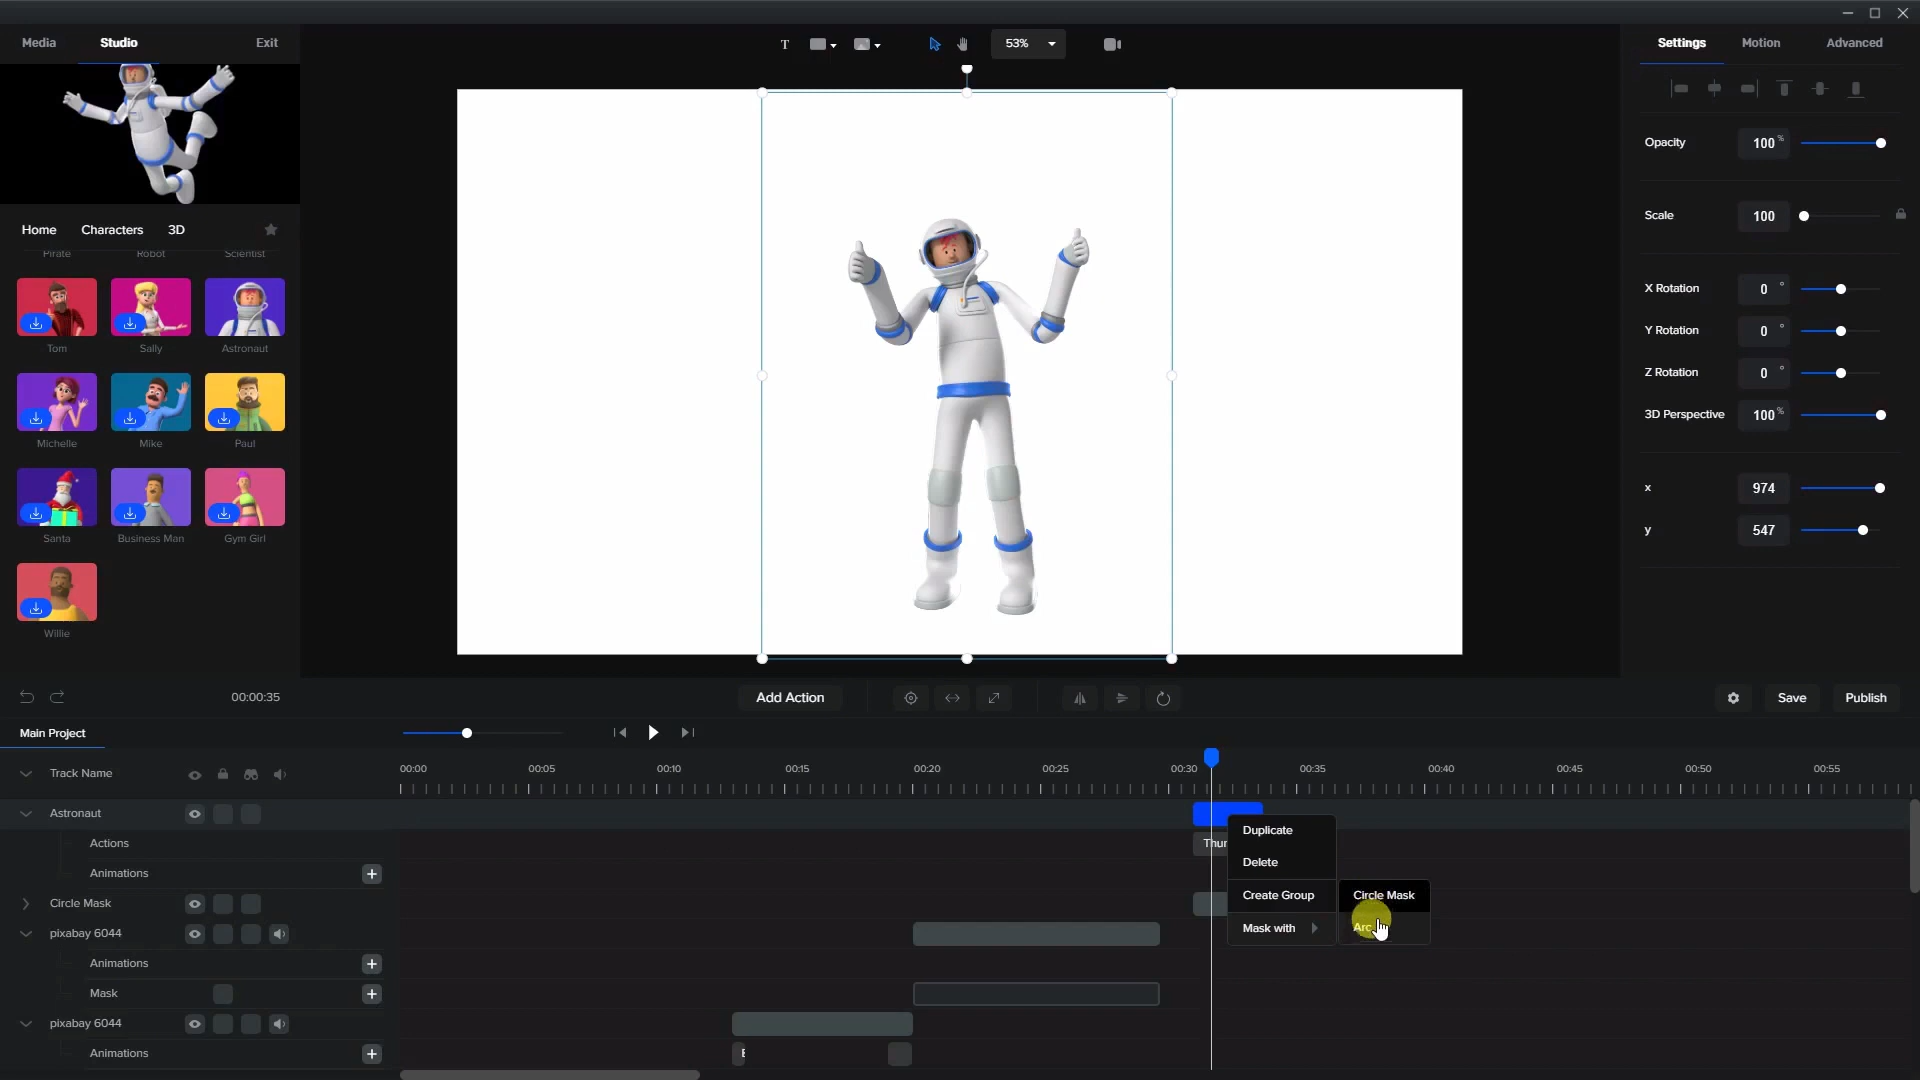 Media Studio Exit
T 53%
Settings Motion Advanced
Home Characters 3D
Pirate Robot Scientist
Tom Sally Astronaut
Michelle Mike Paul
Santa Business Man Gym Girl
Willie
Opacity 100 %
Scale 100
X Rotation 0 °
Y Rotation 0 °
Z Rotation 0 °
3D Perspective 100 %
x 974
y 547
00:00:35
Add Action
Save Publish
Main Project
Track Name
00:00 00:05 00:10 00:15 00:20 00:25 00:30 00:35 00:40 00:45 00:50 00:55
Astronaut
Actions
Thur
Animations
Circle Mask
pixabay 6044
Animations
Mask
pixabay 6044
Animations
Duplicate
Delete
Create Group
Mask with
Circle Mask
Arc